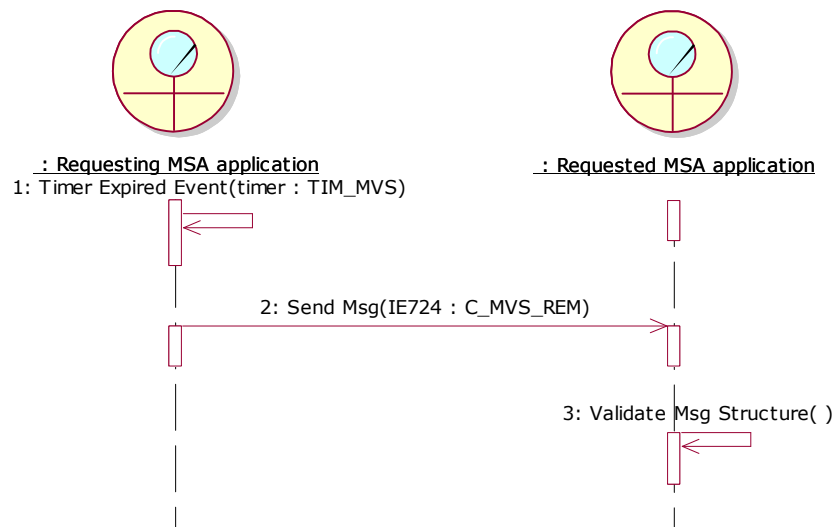 : Requesting MSA application
: Requested MSA application
1: Timer Expired Event(timer : TIM_MVS)
2: Send Msg(IE724 : C_MVS_REM)
3: Validate Msg Structure( )